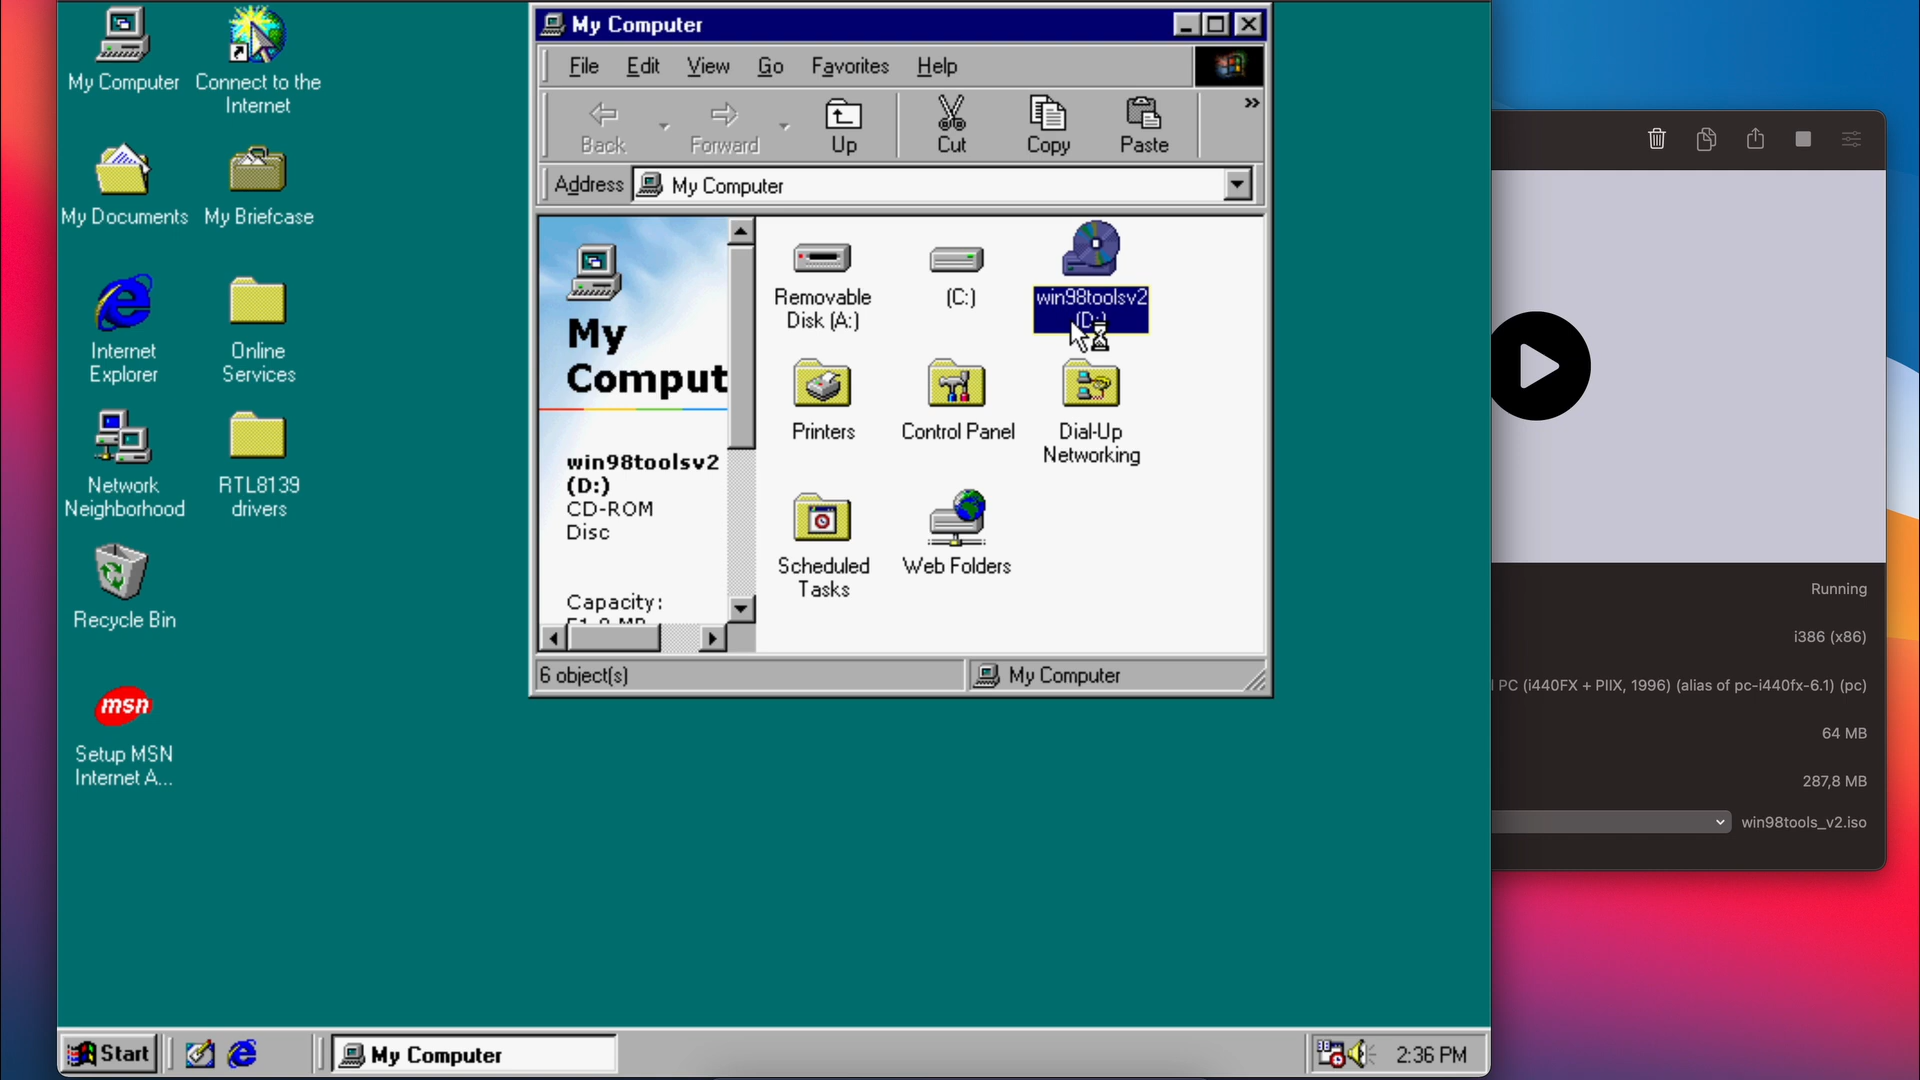 My Computer
Connect to the
Internet
My Documents
My Briefcase
Internet
Explorer
Online
Services
Network
Neighborhood
RTL8139
drivers
Recycle Bin
msn
Setup MSN
Internet A...
My Computer
File Edit View Go Favorites Help
Back Forward Up Cut Copy Paste »
Address My Computer
My
Comput
win98toolsv2
(D:)
CD-ROM
Disc
Capacity:
Removable
Disk (A:)
(C:)
win98toolsv2
(D:)
Printers
Control Panel
Dial-Up
Networking
Scheduled
Tasks
Web Folders
6 object(s)
My Computer
Running
i386 (x86)
PC (i440FX + PIIX, 1996) (alias of pc-i440fx-6.1) (pc)
64 MB
287,8 MB
win98tools_v2.iso
Start
My Computer
2:36 PM